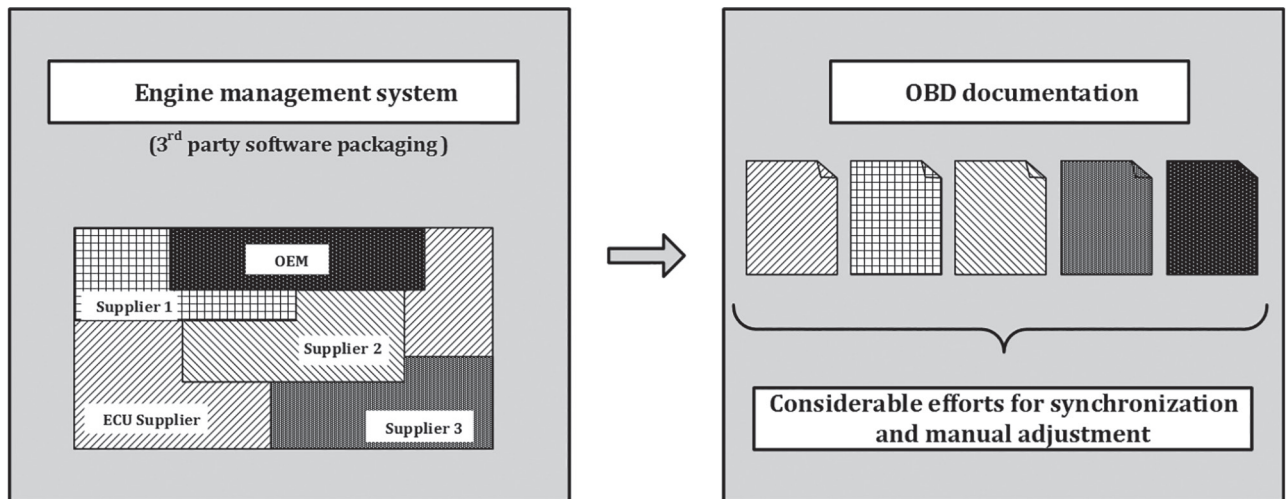 Engine management system
(3rd party software packaging)
OEM
Supplier 1
Supplier 2
ECU Supplier
Supplier 3
OBD documentation
Considerable efforts for synchronization
and manual adjustment